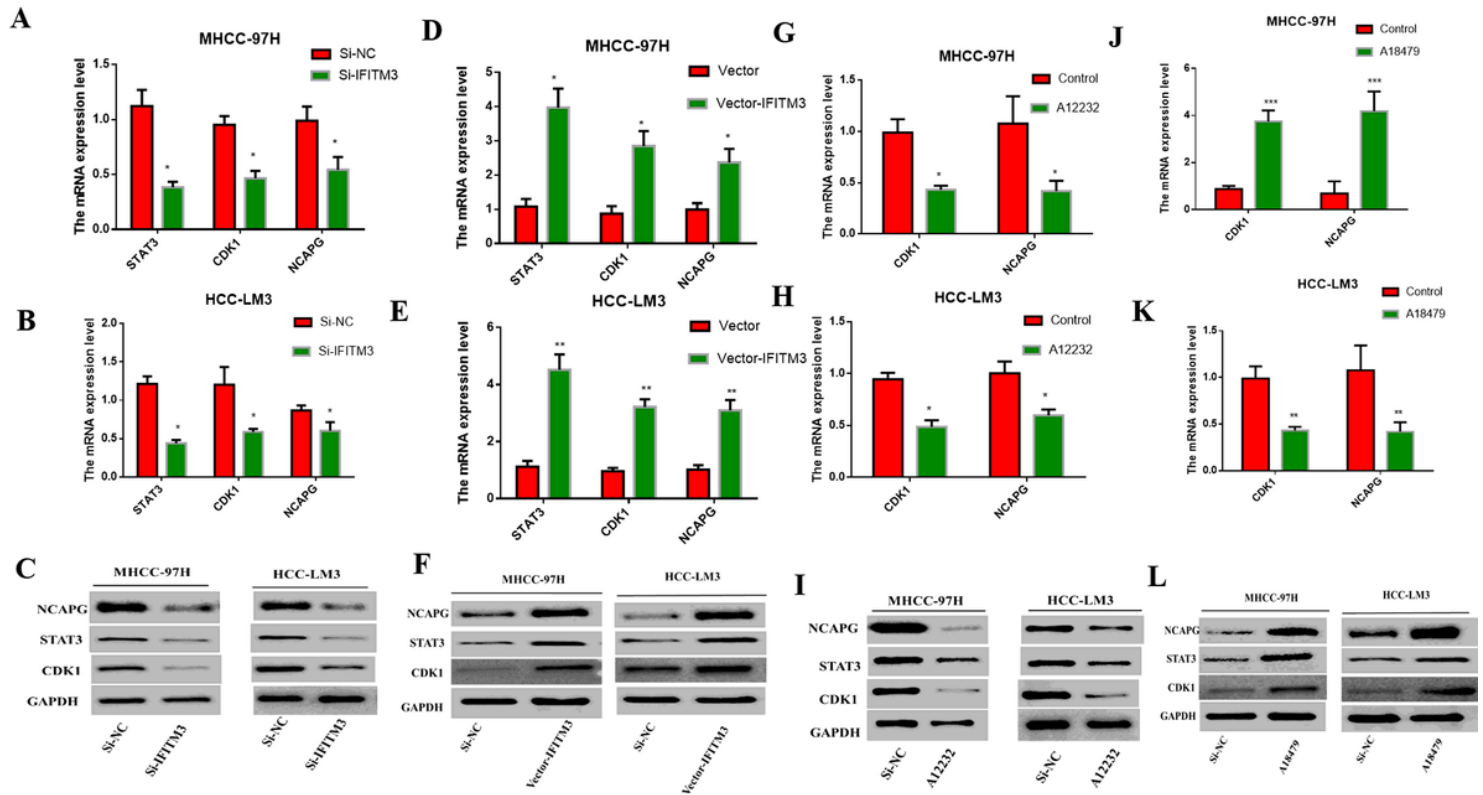 A
MHCC-97H
Si-NC
Si-IFITM3
The mRNA expression level
1.5
1.0
0.5
0.0
*
*
*
STAT3
CDK1
NCAPG
D
MHCC-97H
Vector
Vector-IFITM3
The mRNA expression level
5
4
3
2
1
0
*
*
*
STAT3
CDK1
NCAPG
G
MHCC-97H
Control
A12232
The mRNA expression level
1.5
1.0
0.5
0.0
*
*
CDK1
NCAPG
J
MHCC-97H
Control
A18479
The mRNA expression level
6
4
2
0
***
***
CDK1
NCAPG
B
HCC-LM3
Si-NC
Si-IFITM3
The mRNA expression level
2.0
1.5
1.0
0.5
0.0
*
*
*
STAT3
CDK1
NCAPG
E
HCC-LM3
Vector
Vector-IFITM3
The mRNA expression level
6
4
2
0
**
**
**
STAT3
CDK1
NCAPG
H
HCC-LM3
Control
A12232
The mRNA expression level
1.5
1.0
0.5
0.0
*
*
CDK1
NCAPG
K
HCC-LM3
Control
A18479
The mRNA expression level
1.5
1.0
0.5
0.0
**
**
CDK1
NCAPG
C
MHCC-97H
HCC-LM3
NCAPG
STAT3
CDK1
GAPDH
Si-NC
Si-IFITM3
Si-NC
Si-IFITM3
F
MHCC-97H
HCC-LM3
NCAPG
STAT3
CDK1
GAPDH
Si-NC
Vector-IFITM3
Si-NC
Vector-IFITM3
I
MHCC-97H
HCC-LM3
NCAPG
STAT3
CDK1
GAPDH
Si-NC
A12232
Si-NC
A12232
L
MHCC-97H
HCC-LM3
NCAPG
STAT3
CDK1
GAPDH
Si-NC
A18479
Si-NC
A18479